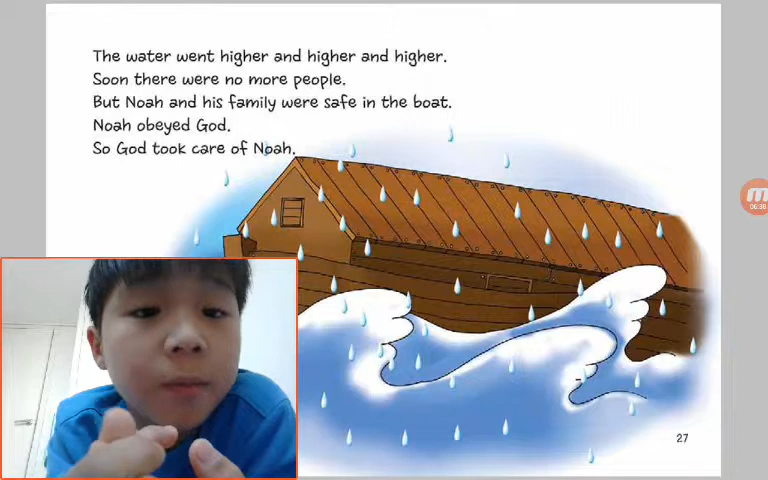 The water went higher and higher and higher.
Soon there were no more people.
But Noah and his family were safe in the boat.
Noah obeyed God.
So God took care of Noah.
27